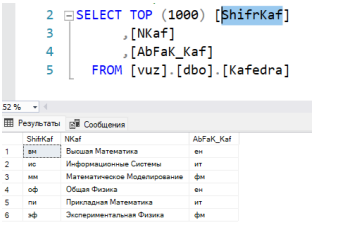 2 SELECT TOP (1000) [ShifrKaf]
3 ,[NKaf]
4 ,[AbFaK_Kaf]
5 FROM [vuz].[dbo].[Kafedra]
52 %
Результаты Сообщения
ShifrKaf NKaf AbFaK_Kaf
1 вм Высшая Математика ен
2 ис Информационные Системы ит
3 мм Математическое Моделирование фм
4 оф Общая Физика ен
5 пи Прикладная Математика ит
6 эф Экспериментальная Физика фм